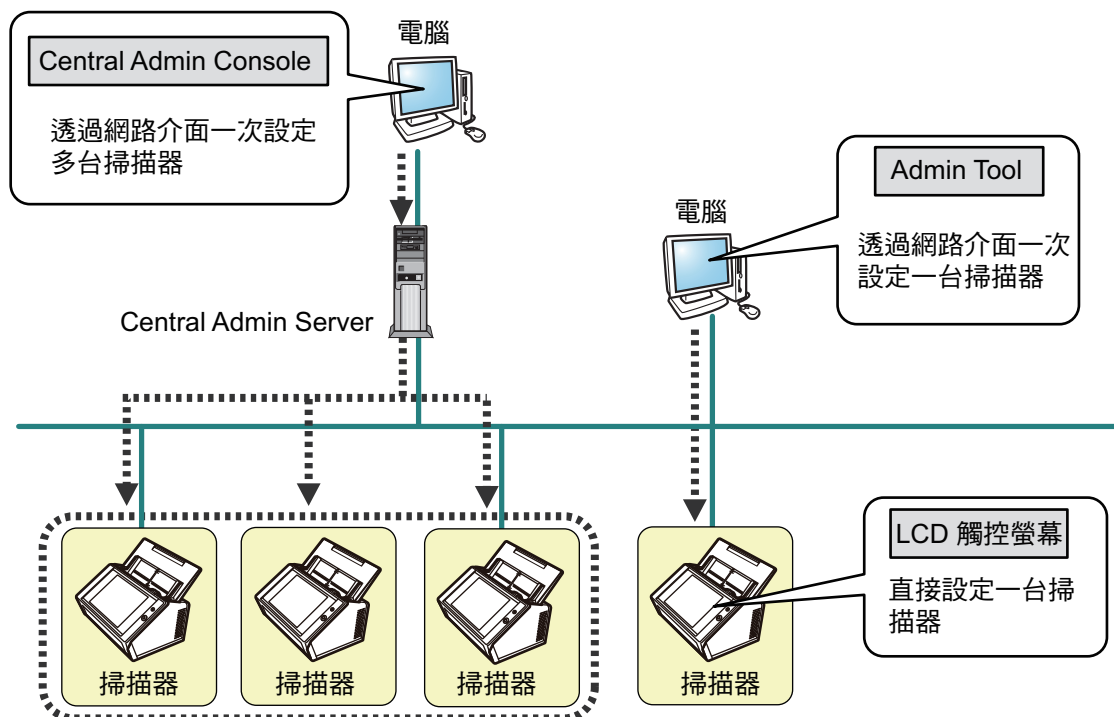 電腦
Central Admin Console
透過網路介面一次設定
多台掃描器
Admin Tool
電腦
透過網路介面一次
設定一台掃描器
Central Admin Server
LCD 觸控螢幕
直接設定一台掃
描器
掃描器
掃描器
掃描器
掃描器